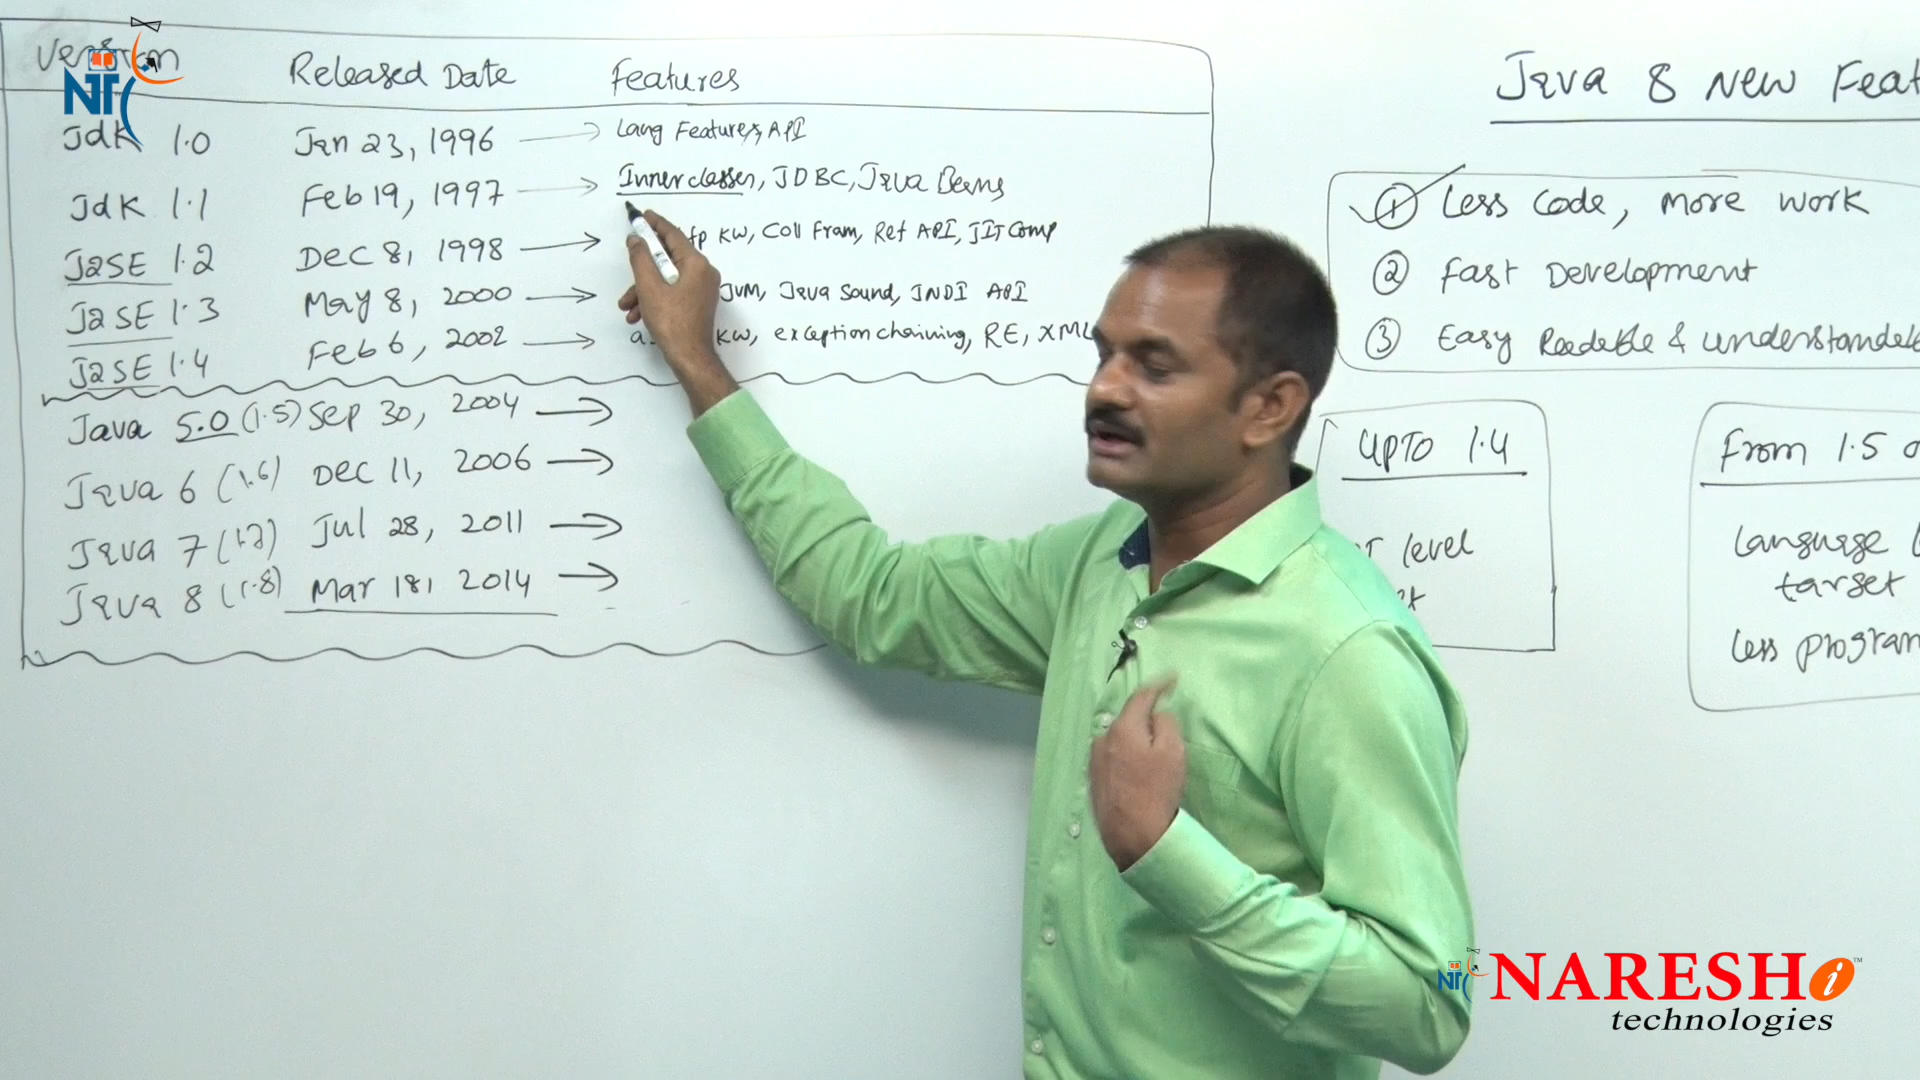 Version Released Date Features
Jdk 1.0 Jan 23, 1996 Lang Features, API
Jdk 1.1 Feb 19, 1997 Innerclasses, JDBC, Java Beans
J2SE 1.2 Dec 8, 1998 fp KW, Coll Fram, Ref API, JIT Comp
J2SE 1.3 May 8, 2000 JVM, Java Sound, JNDI API
J2SE 1.4 Feb 6, 2002 KW, exception chaining, RE, XML
Java 5.0 (1.5) Sep 30, 2004
Java 6 (1.6) Dec 11, 2006
Java 7 (1.7) Jul 28, 2011
Java 8 (1.8) Mar 18, 2014
Java 8 New Feat
1 Less Code, More Work
2 Fast Development
3 Easy Readable & understandable
UPTO 1.4
level
From 1.5 o
Language
target
less program
NT
NT
NARESH i ™
technologies